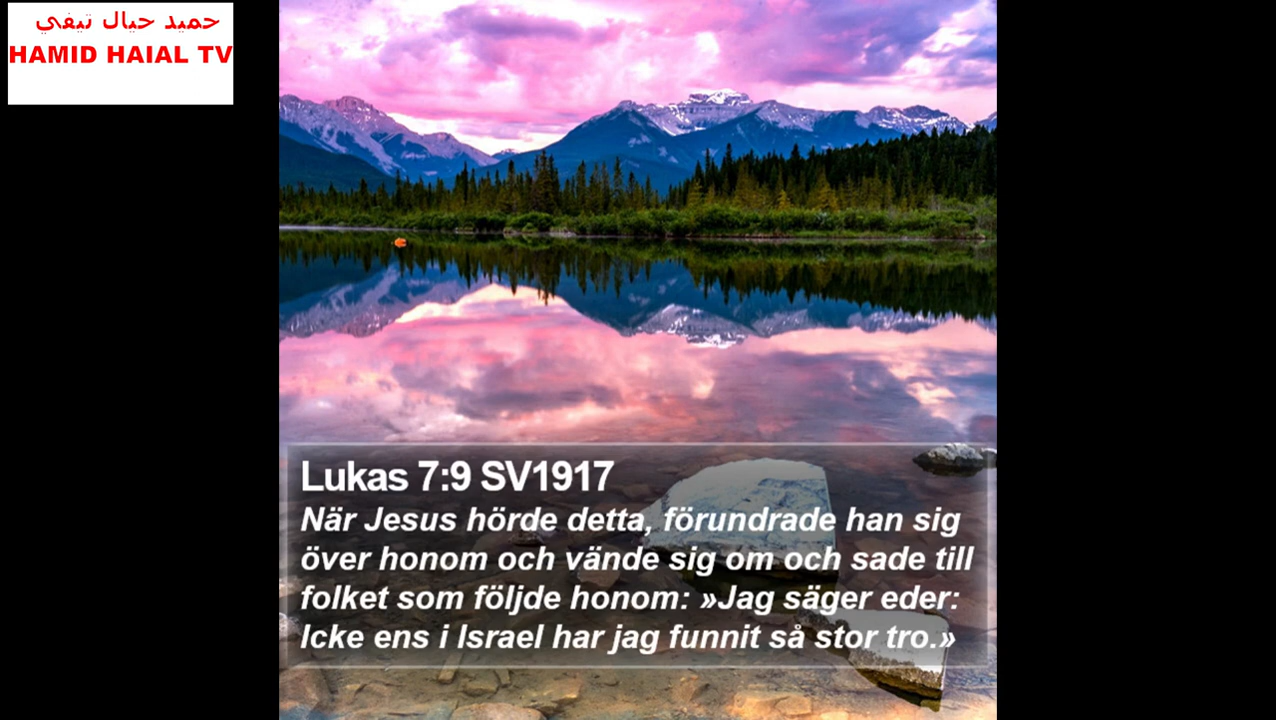 حميد حيال تيفي
HAMID HAIAL TV
Lukas 7:9 SV1917
När Jesus hörde detta, förundrade han sig
över honom och vände sig om och sade till
folket som följde honom: »Jag säger eder:
Icke ens i Israel har jag funnit så stor tro.»